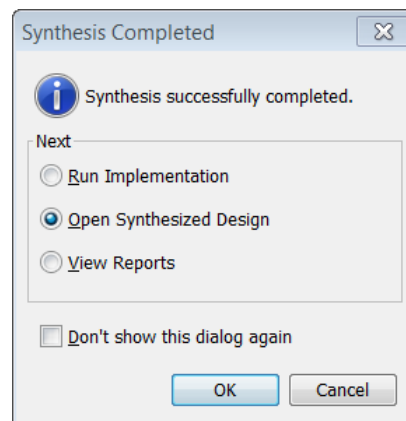 Synthesis Completed
Synthesis successfully completed.
Next
Run Implementation
Open Synthesized Design
View Reports
Don't show this dialog again
OK
Cancel